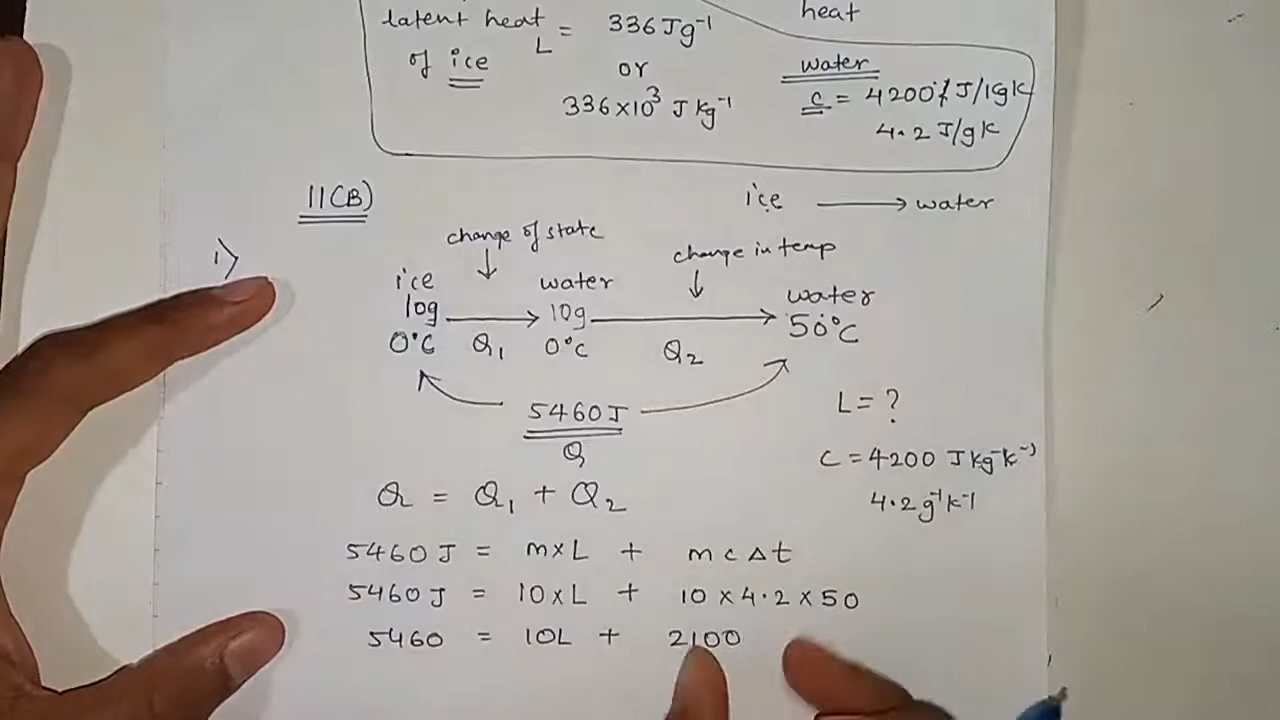 latent heat L = 336 Jg⁻¹
of ice
or
336×10³ J kg⁻¹
heat
water
c = 4200 J/kgK
4.2 J/gK
11(B)
ice ⟶ water
i)
change of state
change in temp
ice water water
10g ⟶ 10g ⟶ 50°C
0°C Q₁ 0°C Q₂
5460J
Q
L = ?
C = 4200 J kg⁻¹ K⁻¹
4.2 g⁻¹ K⁻¹
Q = Q₁ + Q₂
5460 J = m×L + m c Δt
5460 J = 10×L + 10 × 4.2 × 50
5460 = 10L + 2100